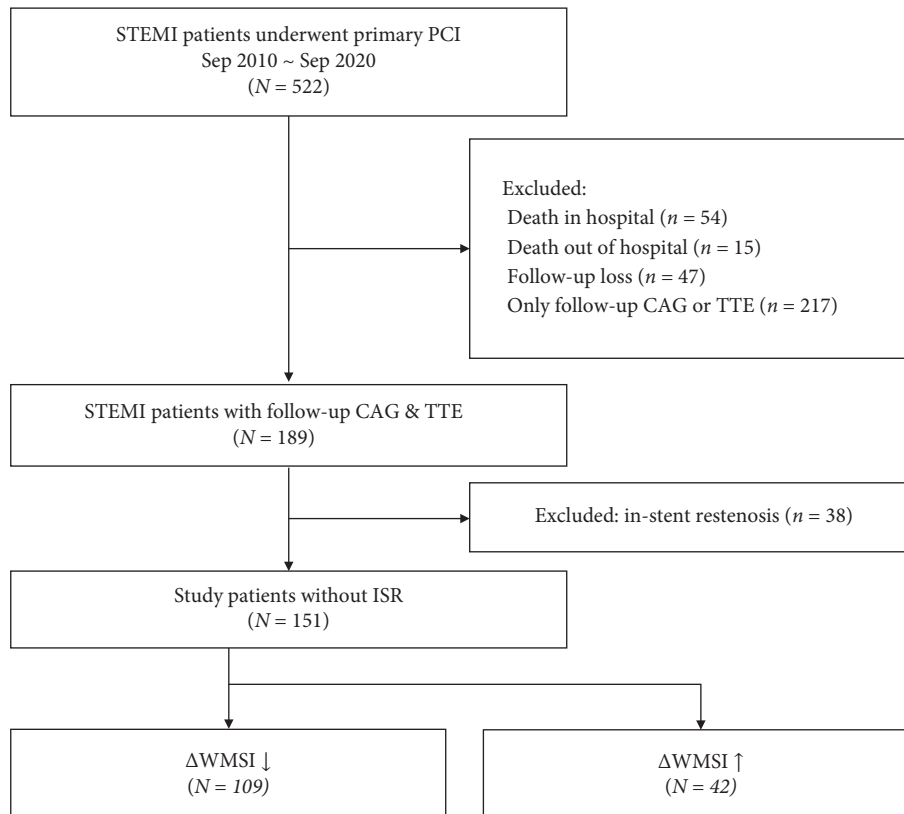 STEMI patients underwent primary PCI
Sep 2010 ~ Sep 2020
(N = 522)
Excluded:
Death in hospital (n = 54)
Death out of hospital (n = 15)
Follow-up loss (n = 47)
Only follow-up CAG or TTE (n = 217)
STEMI patients with follow-up CAG & TTE
(N = 189)
Excluded: in-stent restenosis (n = 38)
Study patients without ISR
(N = 151)
ΔWMSI ↓
(N = 109)
ΔWMSI ↑
(N = 42)